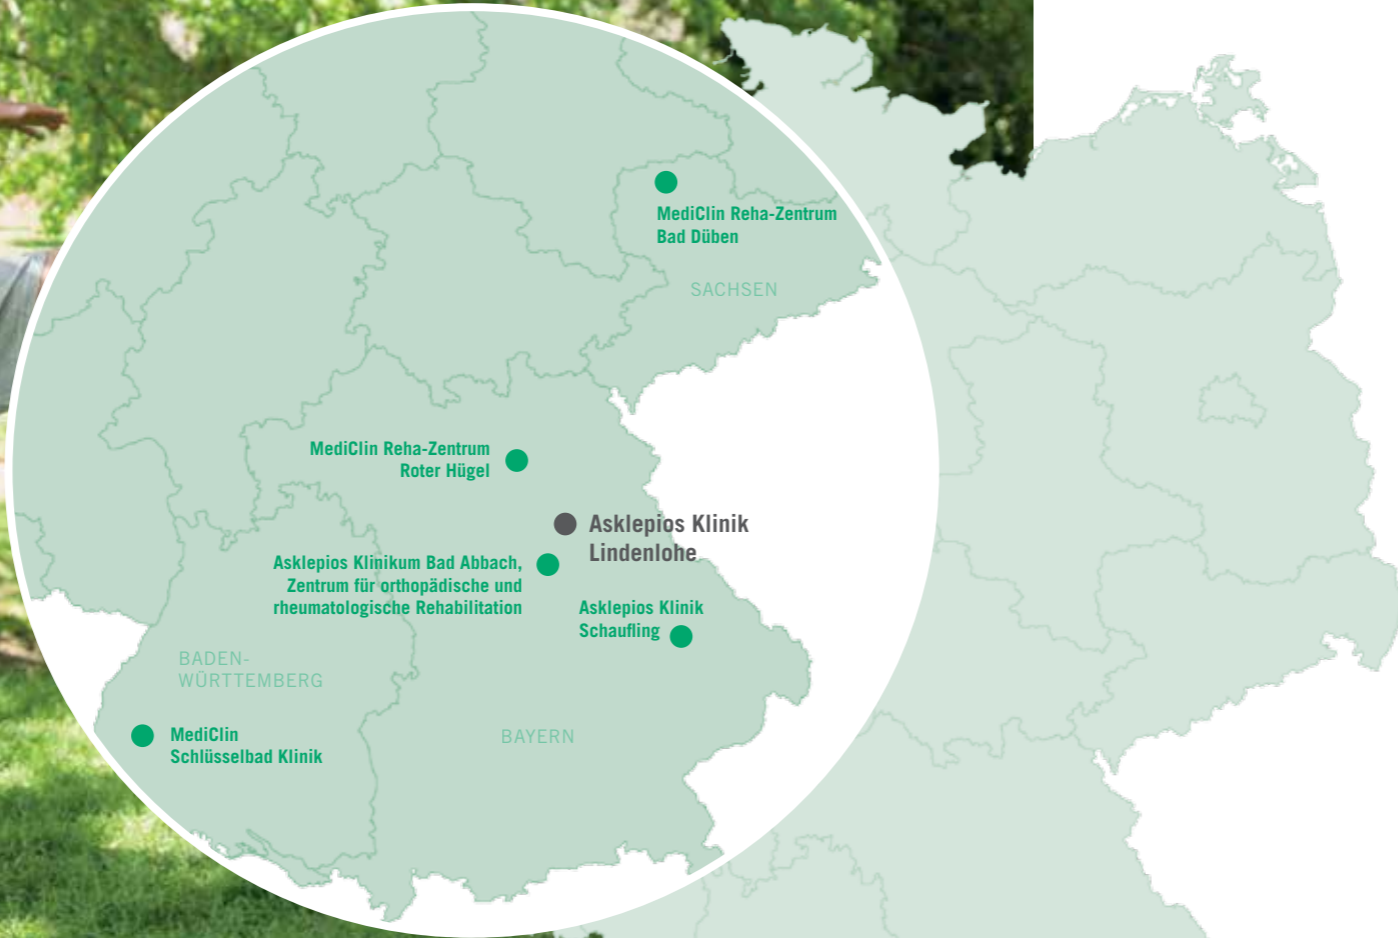 MediClin Reha-Zentrum
Bad Düben
SACHSEN
MediClin Reha-Zentrum
Roter Hügel
Asklepios Klinik
Lindenlohe
Asklepios Klinikum Bad Abbach,
Zentrum für orthopädische und
rheumatologische Rehabilitation
Asklepios Klinik
Schaufling
BADEN-
WÜRTTEMBERG
MediClin
Schlüsselbad Klinik
BAYERN